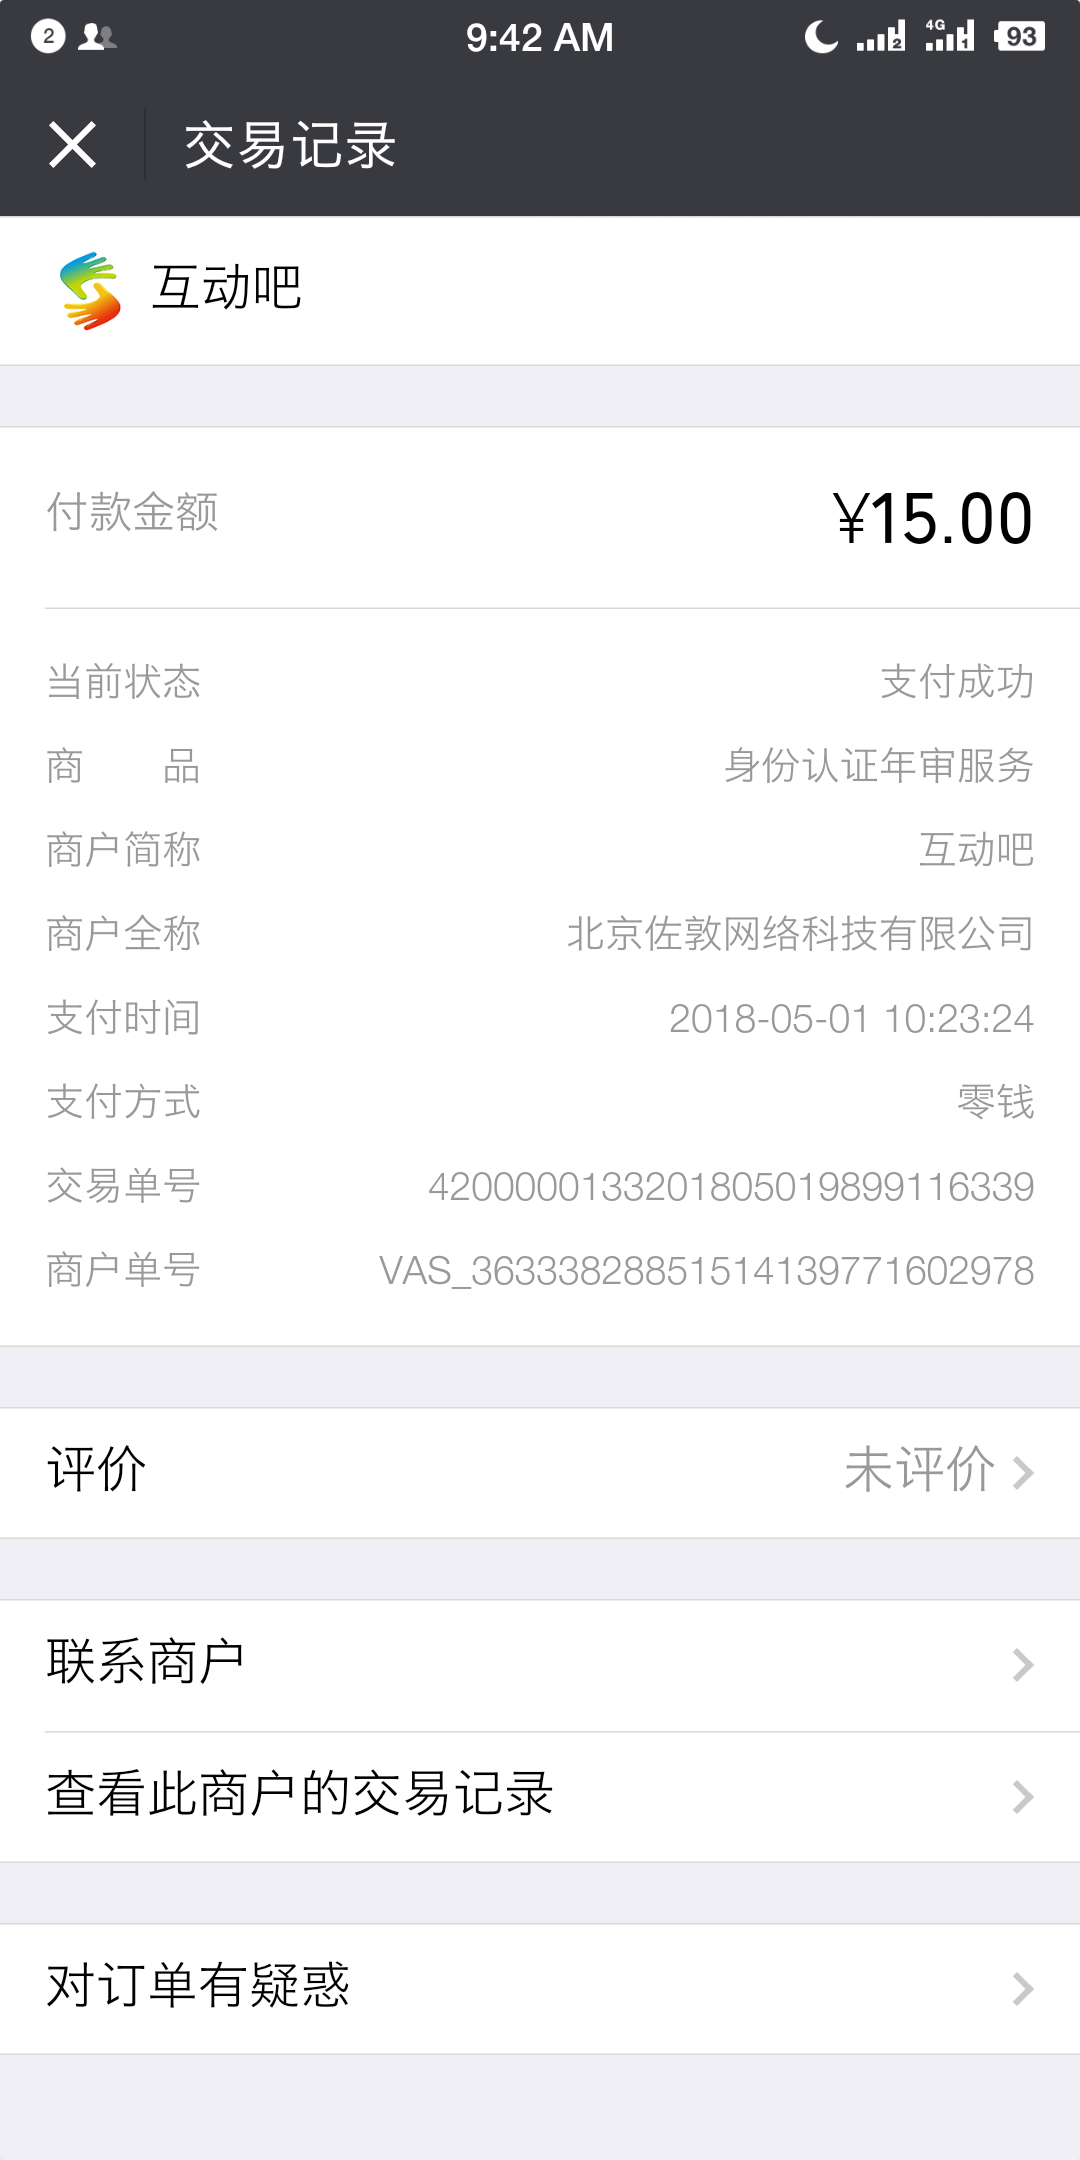 2 9:42 AM 2 4G 1 93
交易记录
互动吧
付款金额 ¥15.00
当前状态 支付成功
商 品 身份认证年审服务
商户简称 互动吧
商户全称 北京佐敦网络科技有限公司
支付时间 2018-05-01 10:23:24
支付方式 零钱
交易单号 4200000133201805019899116339
商户单号 VAS_36333828851514139771602978
评价 未评价
联系商户
查看此商户的交易记录
对订单有疑惑